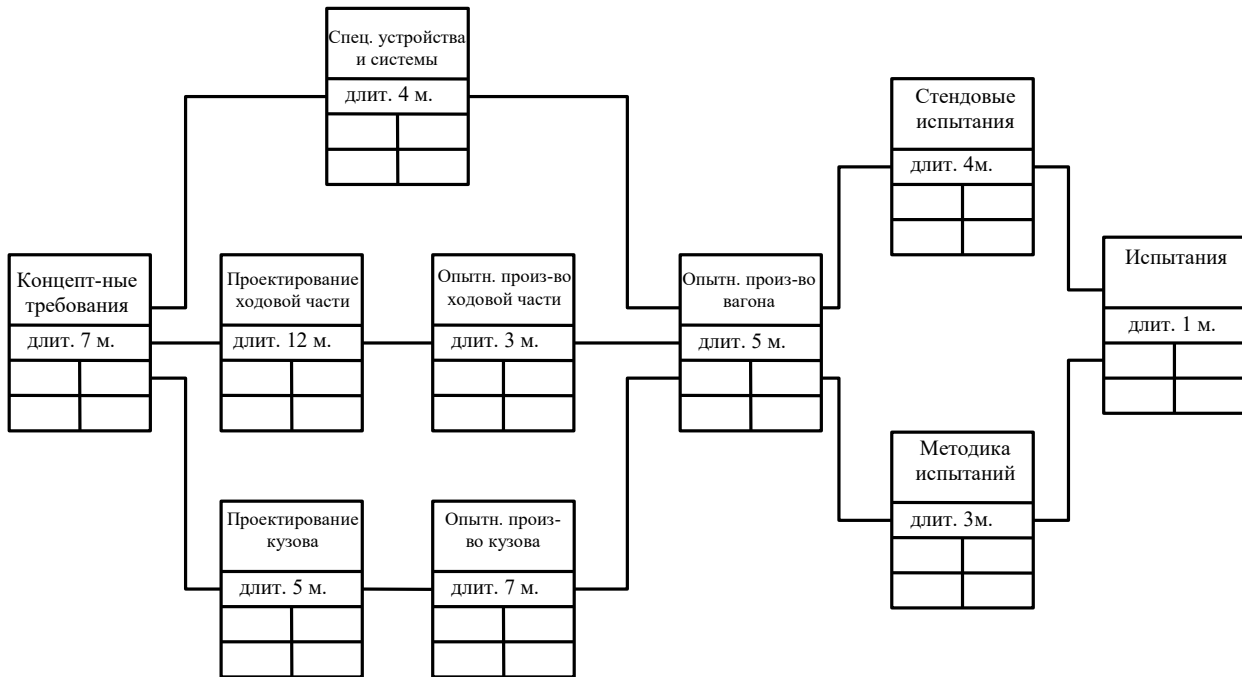 Спец. устройства
и системы
длит. 4 м.
Стендовые
испытания
длит. 4м.
Концепт-ные
требования
длит. 7 м.
Проектирование
ходовой части
длит. 12 м.
Опытн. произ-во
ходовой части
длит. 3 м.
Опытн. произ-во
вагона
длит. 5 м.
Испытания
длит. 1 м.
Методика
испытаний
длит. 3м.
Проектирование
кузова
длит. 5 м.
Опытн. произ-
во кузова
длит. 7 м.